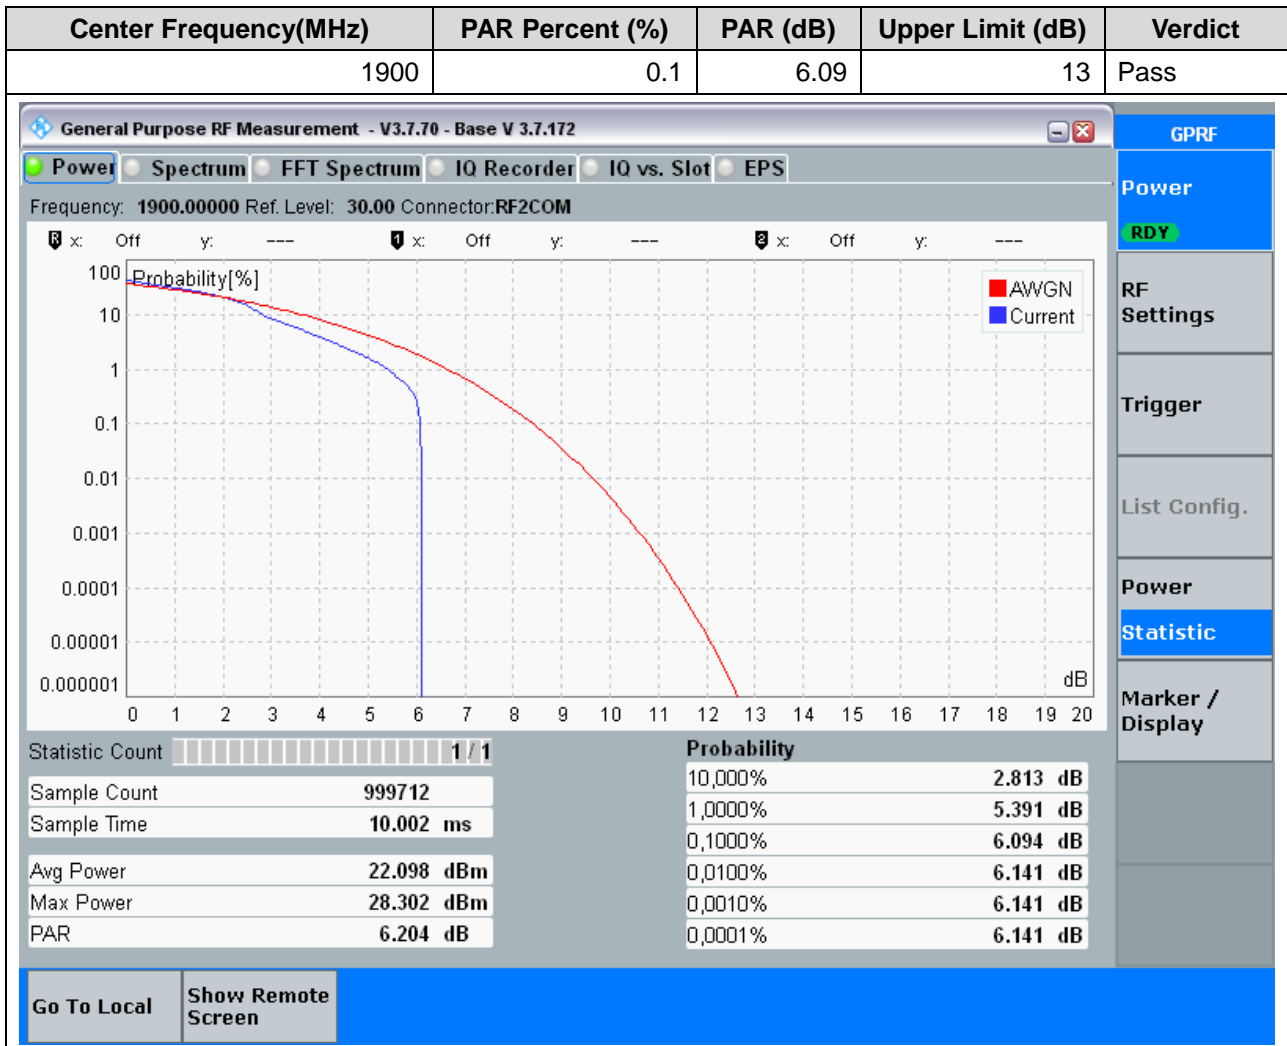 Center Frequency(MHz) PAR Percent (%) PAR (dB) Upper Limit (dB) Verdict
1900 0.1 6.09 13 Pass
General Purpose RF Measurement - V3.7.70 - Base V 3.7.172
GPRF
Power Spectrum FFT Spectrum IQ Recorder IQ vs. Slot EPS
Power
RDY
Frequency: 1900.00000 Ref. Level: 30.00 Connector:RF2COM
R x: Off y: --- 1 x: Off y: --- 2 x: Off y: ---
100 Probability[%]
AWGN
Current
RF
Settings
10
1
Trigger
0.1
0.01
List Config.
0.001
0.0001
Power
0.00001
Statistic
0.000001 dB
Marker /
Display
0 1 2 3 4 5 6 7 8 9 10 11 12 13 14 15 16 17 18 19 20
Statistic Count 1 / 1
Probability
Sample Count 999712
Sample Time 10.002 ms
Avg Power 22.098 dBm
Max Power 28.302 dBm
PAR 6.204 dB
10,000% 2.813 dB
1,0000% 5.391 dB
0,1000% 6.094 dB
0,0100% 6.141 dB
0,0010% 6.141 dB
0,0001% 6.141 dB
Go To Local
Show Remote
Screen